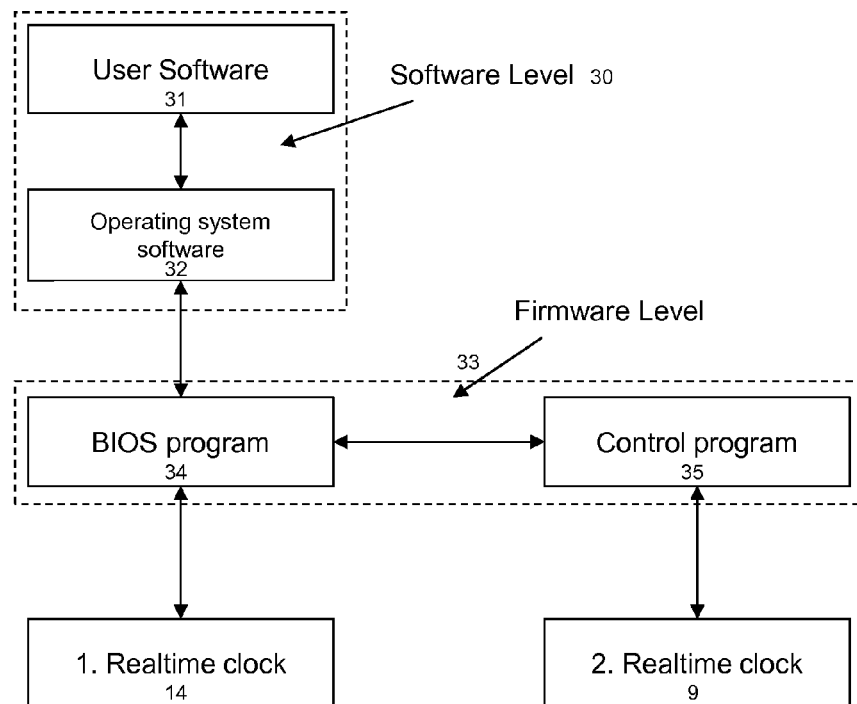 User Software
31
Software Level 30
Operating system
software
32
Firmware Level
33
BIOS program
34
Control program
35
1. Realtime clock
14
2. Realtime clock
9